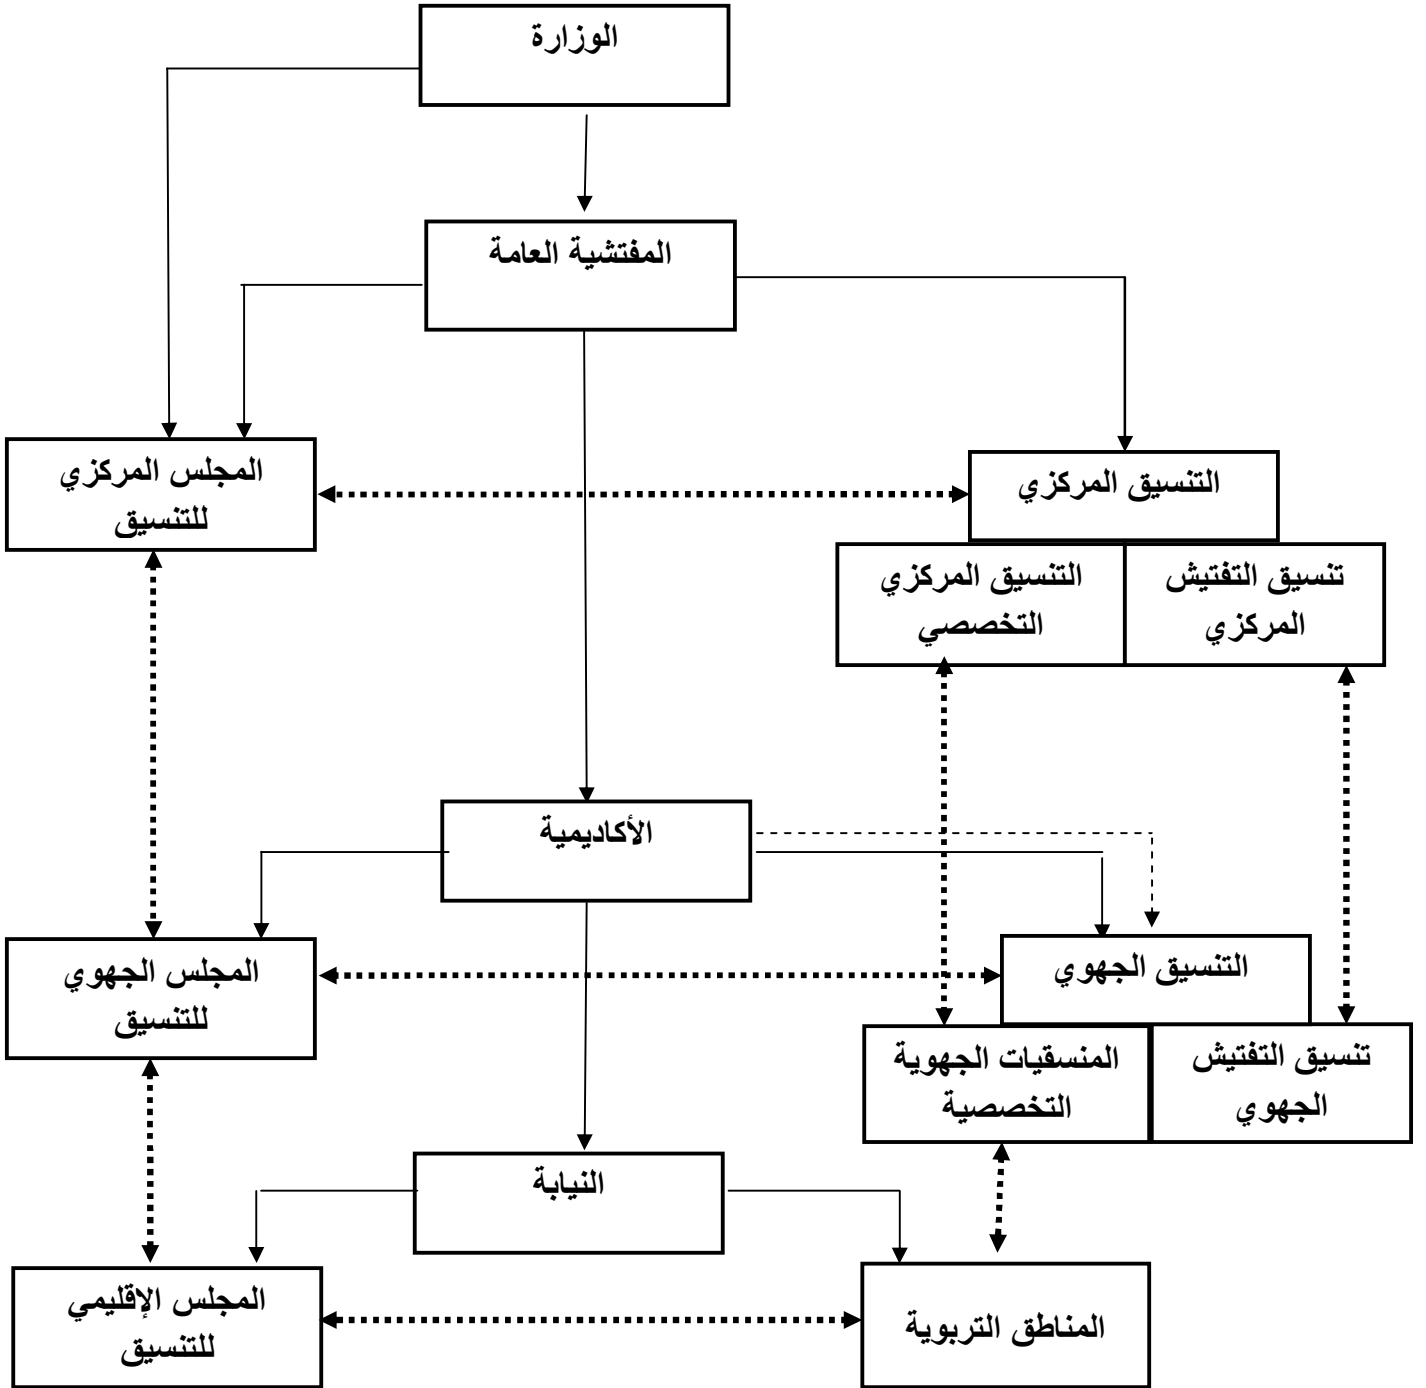 الوزارة
المفتشية العامة
المجلس المركزي
للتنسيق
التنسيق المركزي
تنسيق التفتيش
المركزي
التنسيق المركزي
التخصصي
الأكاديمية
المجلس الجهوي
للتنسيق
التنسيق الجهوي
تنسيق التفتيش
الجهوي
المنسقيات الجهوية
التخصصية
النيابة
المجلس الإقليمي
للتنسيق
المناطق التربوية